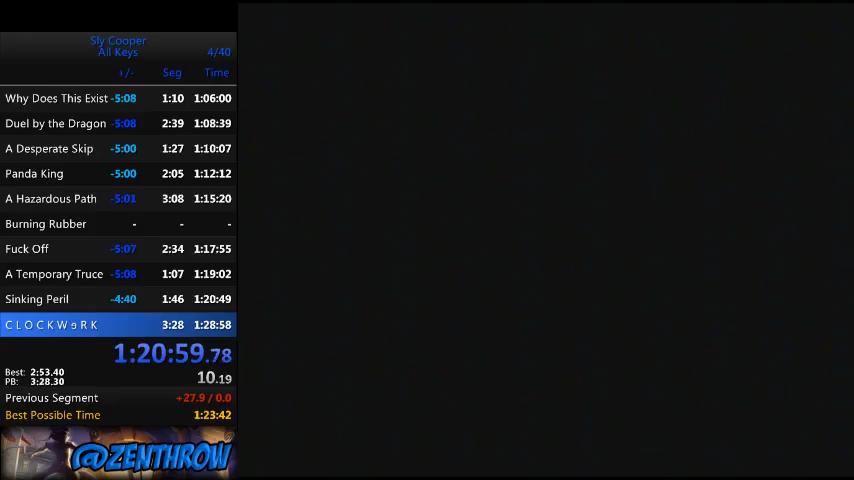 Sly Cooper
All Keys 4/40
+/- Seg Time
Why Does This Exist -5:08 1:10 1:06:00
Duel by the Dragon -5:08 2:39 1:08:39
A Desperate Skip -5:00 1:27 1:10:07
Panda King -5:00 2:05 1:12:12
A Hazardous Path -5:01 3:08 1:15:20
Burning Rubber - - -
Fuck Off -5:07 2:34 1:17:55
A Temporary Truce -5:08 1:07 1:19:02
Sinking Peril -4:40 1:46 1:20:49
C L O C K W ɘ R K 3:28 1:28:58
1:20:59.78
Best: 2:53.40
PB: 3:28.30 10.19
Previous Segment +27.9 / 0.0
Best Possible Time 1:23:42
@ZENTHROW